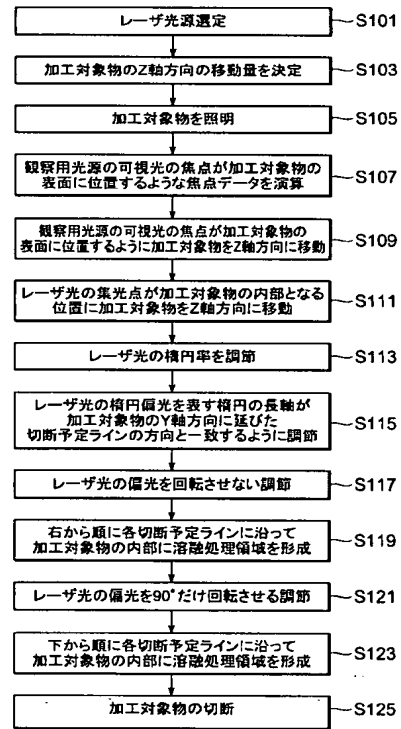 レーザ光源選定
S101
加工対象物のZ軸方向の移動量を決定
S103
加工対象物を照明
S105
観察用光源の可視光の焦点が加工対象物の
表面に位置するような焦点データを演算
S107
観察用光源の可視光の焦点が加工対象物の
表面に位置するように加工対象物をZ軸方向に移動
S109
レーザ光の集光点が加工対象物の内部となる
位置に加工対象物をZ軸方向に移動
S111
レーザ光の楕円率を調節
S113
レーザ光の楕円偏光を表す楕円の長軸が
加工対象物のY軸方向に延びた
切断予定ラインの方向と一致するように調節
S115
レーザ光の偏光を回転させない調節
S117
右から順に各切断予定ラインに沿って
加工対象物の内部に溶融処理領域を形成
S119
レーザ光の偏光を90°だけ回転させる調節
S121
下から順に各切断予定ラインに沿って
加工対象物の内部に溶融処理領域を形成
S123
加工対象物の切断
S125